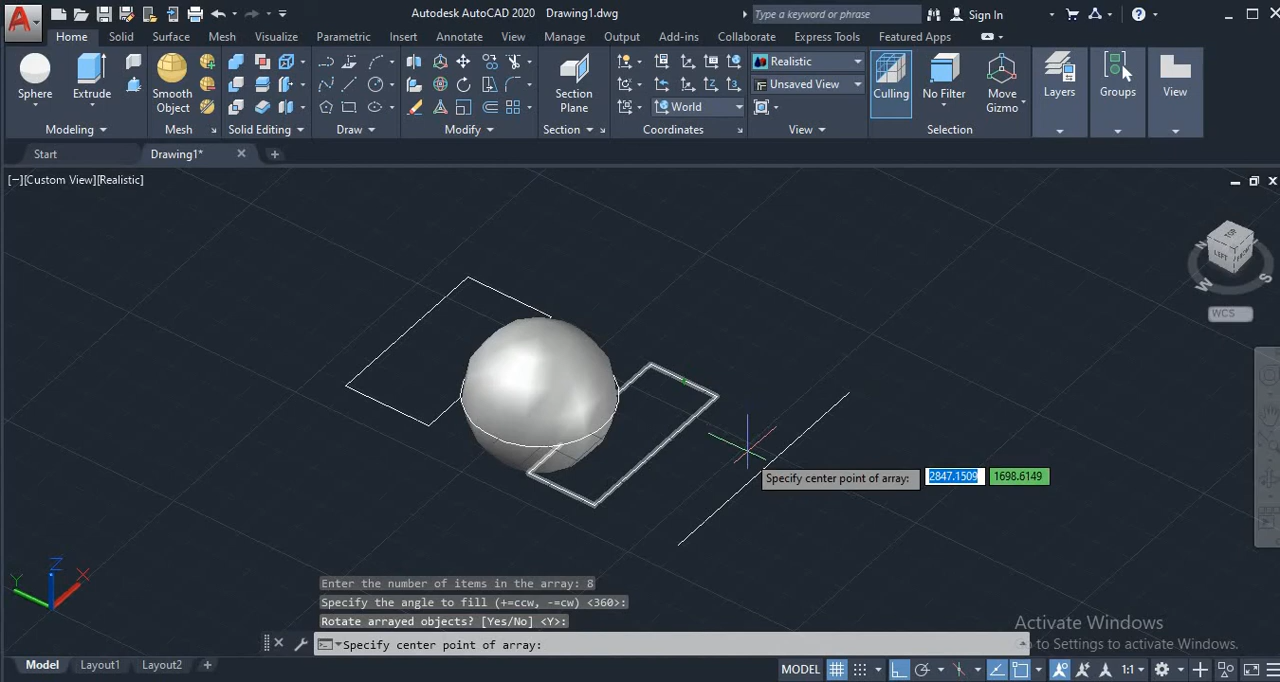 Autodesk AutoCAD 2020 Drawing1.dwg
Type a keyword or phrase
Sign In
Home Solid Surface Mesh Visualize Parametric Insert Annotate View Manage Output Add-ins Collaborate Express Tools Featured Apps
Sphere
Extrude
Smooth Object
Section Plane
Realistic
Unsaved View
World
Culling
No Filter
Move Gizmo
Layers
Groups
View
Modeling Mesh Solid Editing Draw Modify Section Coordinates View Selection
Start Drawing1*
[−][Custom View][Realistic]
TOP
LEFT
FRONT
N
W
S
WCS
Specify center point of array: 2847.1509 1698.6149
Z
Y
X
Enter the number of items in the array: 8
Specify the angle to fill (+=ccw, -=cw) <360>:
Rotate arrayed objects? [Yes/No] <Y>:
Specify center point of array:
Activate Windows
Go to Settings to activate Windows.
Model Layout1 Layout2
MODEL 1:1